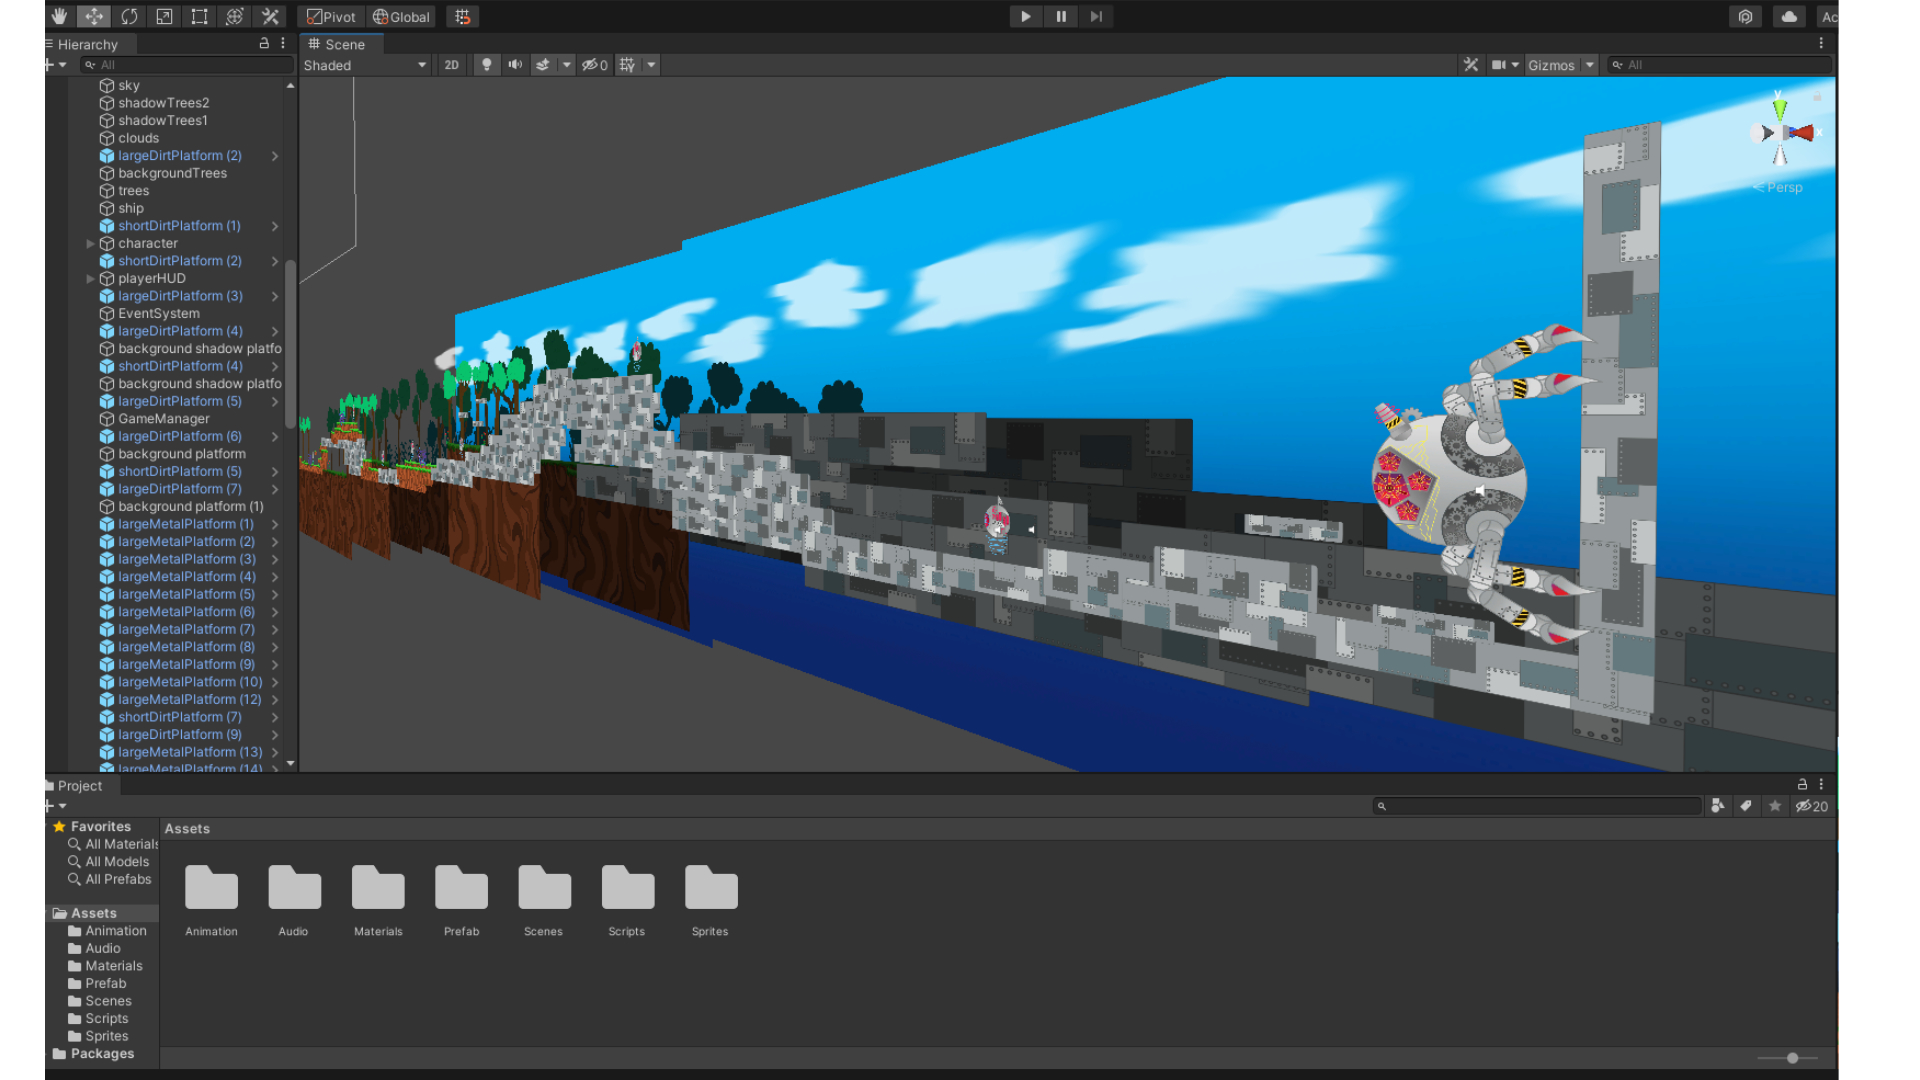 Pivot Global Ac
Hierarchy
Scene
All
Shaded 2D 0 Gizmos All
sky
shadowTrees2
shadowTrees1
clouds
largeDirtPlatform (2)
backgroundTrees
trees
ship
shortDirtPlatform (1)
character
shortDirtPlatform (2)
playerHUD
largeDirtPlatform (3)
EventSystem
largeDirtPlatform (4)
background shadow platfo
shortDirtPlatform (4)
background shadow platfo
largeDirtPlatform (5)
GameManager
largeDirtPlatform (6)
background platform
shortDirtPlatform (5)
largeDirtPlatform (7)
background platform (1)
largeMetalPlatform (1)
largeMetalPlatform (2)
largeMetalPlatform (3)
largeMetalPlatform (4)
largeMetalPlatform (5)
largeMetalPlatform (6)
largeMetalPlatform (7)
largeMetalPlatform (8)
largeMetalPlatform (9)
largeMetalPlatform (10)
largeMetalPlatform (12)
shortDirtPlatform (7)
largeDirtPlatform (9)
largeMetalPlatform (13)
largeMetalPlatform (14)
y
x
Persp
Project
20
Favorites
All Materials
All Models
All Prefabs
Assets
Animation
Audio
Materials
Prefab
Scenes
Scripts
Sprites
Packages
Assets
Animation Audio Materials Prefab Scenes Scripts Sprites